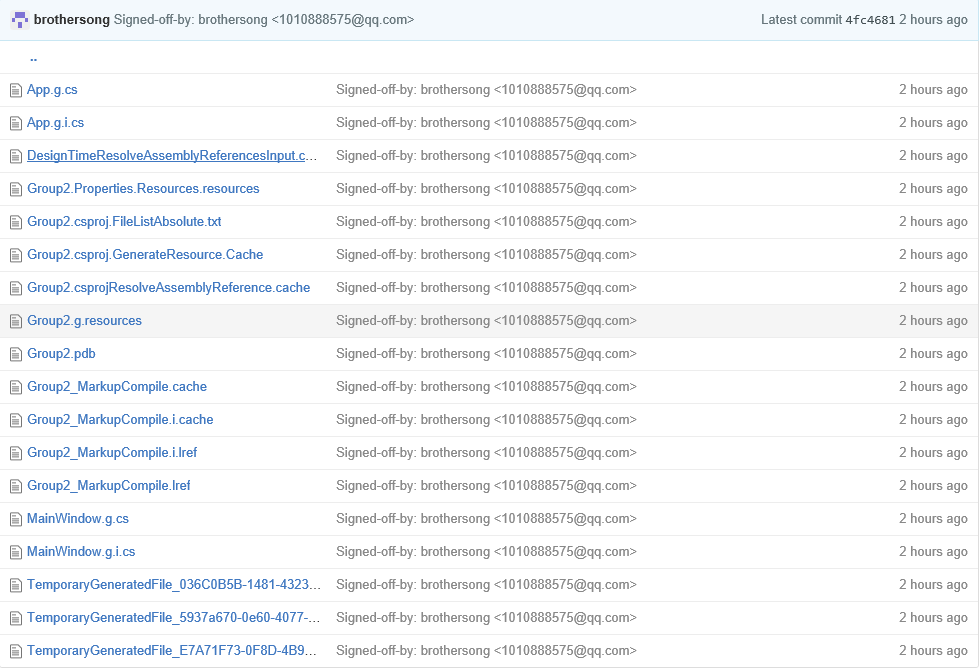 brothersong Signed-off-by: brothersong <1010888575@qq.com> Latest commit 4fc4681 2 hours ago
..
App.g.cs Signed-off-by: brothersong <1010888575@qq.com> 2 hours ago
App.g.i.cs Signed-off-by: brothersong <1010888575@qq.com> 2 hours ago
DesignTimeResolveAssemblyReferencesInput.c... Signed-off-by: brothersong <1010888575@qq.com> 2 hours ago
Group2.Properties.Resources.resources Signed-off-by: brothersong <1010888575@qq.com> 2 hours ago
Group2.csproj.FileListAbsolute.txt Signed-off-by: brothersong <1010888575@qq.com> 2 hours ago
Group2.csproj.GenerateResource.Cache Signed-off-by: brothersong <1010888575@qq.com> 2 hours ago
Group2.csprojResolveAssemblyReference.cache Signed-off-by: brothersong <1010888575@qq.com> 2 hours ago
Group2.g.resources Signed-off-by: brothersong <1010888575@qq.com> 2 hours ago
Group2.pdb Signed-off-by: brothersong <1010888575@qq.com> 2 hours ago
Group2_MarkupCompile.cache Signed-off-by: brothersong <1010888575@qq.com> 2 hours ago
Group2_MarkupCompile.i.cache Signed-off-by: brothersong <1010888575@qq.com> 2 hours ago
Group2_MarkupCompile.i.lref Signed-off-by: brothersong <1010888575@qq.com> 2 hours ago
Group2_MarkupCompile.lref Signed-off-by: brothersong <1010888575@qq.com> 2 hours ago
MainWindow.g.cs Signed-off-by: brothersong <1010888575@qq.com> 2 hours ago
MainWindow.g.i.cs Signed-off-by: brothersong <1010888575@qq.com> 2 hours ago
TemporaryGeneratedFile_036C0B5B-1481-4323... Signed-off-by: brothersong <1010888575@qq.com> 2 hours ago
TemporaryGeneratedFile_5937a670-0e60-4077-... Signed-off-by: brothersong <1010888575@qq.com> 2 hours ago
TemporaryGeneratedFile_E7A71F73-0F8D-4B9... Signed-off-by: brothersong <1010888575@qq.com> 2 hours ago